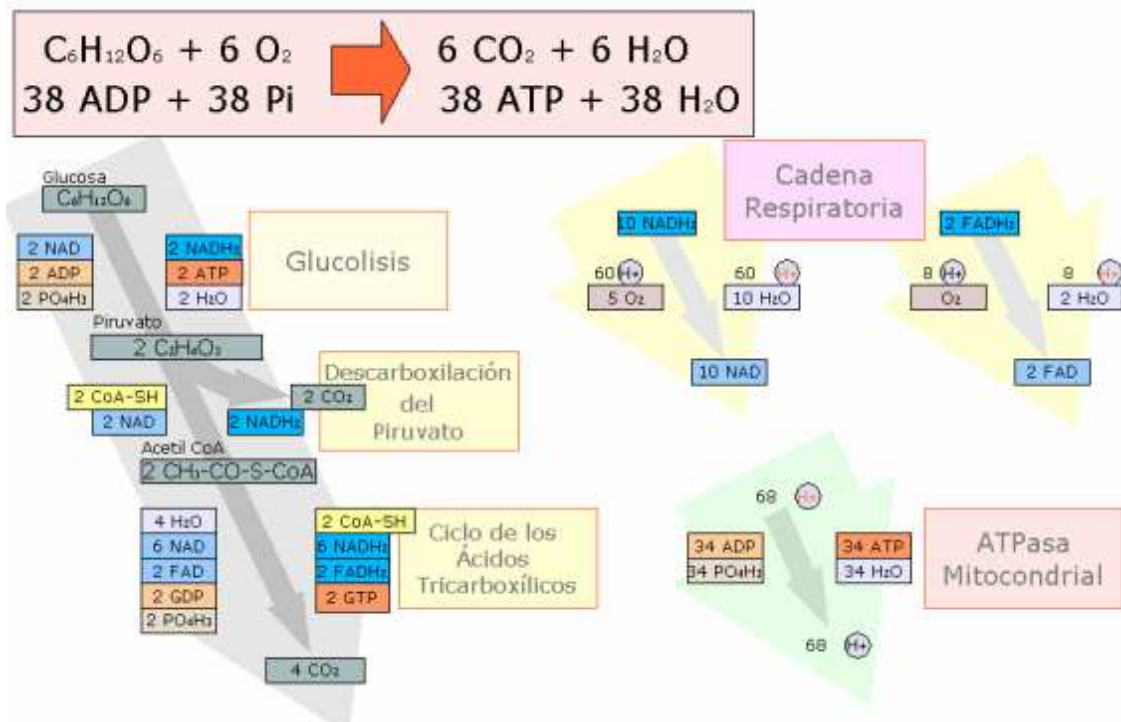 C₆H₁₂O₆ + 6 O₂ 6 CO₂ + 6 H₂O
38 ADP + 38 Pi 38 ATP + 38 H₂O
Glucosa
C₆H₁₂O₆
2 NAD
2 ADP
2 PO₄H₃
2 NADH₂
2 ATP
2 H₂O
Glucolisis
Piruvato
2 C₃H₄O₃
2 CoA-SH
2 NAD
2 CO₂
2 NADH₂
Descarboxilación
del
Piruvato
Acetil CoA
2 CH₃-CO-S-CoA
4 H₂O
6 NAD
2 FAD
2 GDP
2 PO₄H₃
2 CoA-SH
6 NADH₂
2 FADH₂
2 GTP
Ciclo de los
Ácidos
Tricarboxílicos
4 CO₂
Cadena
Respiratoria
10 NADH₂
60 H+
5 O₂
60 H+
10 H₂O
10 NAD
2 FADH₂
8 H+
O₂
8 H+
2 H₂O
2 FAD
68 H+
34 ADP
34 PO₄H₃
34 ATP
34 H₂O
68 H+
ATPasa
Mitocondrial